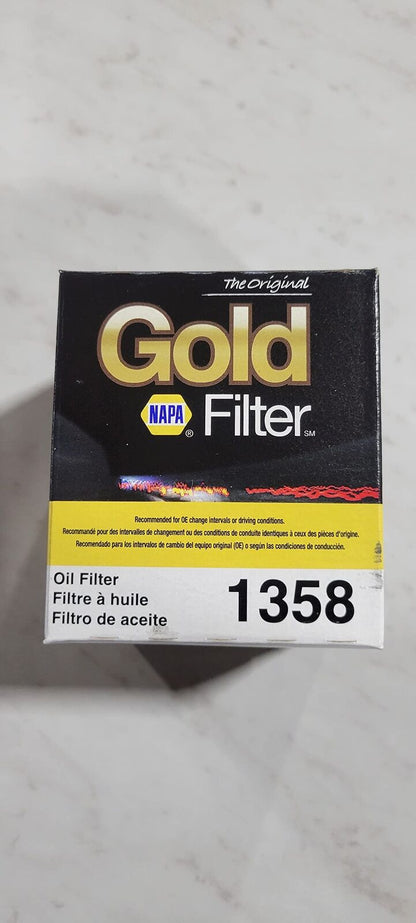 The Original
Gold
NAPA® Filter SM
Recommended for OE change intervals or driving conditions.
Recommandé pour des intervalles de changement ou des conditions de conduite identiques à ceux des pièces d'origine.
Recomendado para los intervalos de cambio del equipo original (OE) o según las condiciones de conducción.
Oil Filter
Filtre à huile
Filtro de aceite
1358